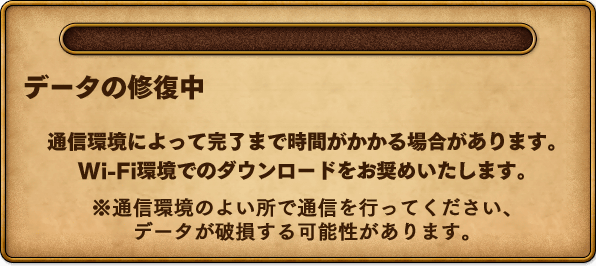 データの修復中
通信環境によって完了まで時間がかかる場合があります。
Wi-Fi環境でのダウンロードをお奨めいたします。
※通信環境のよい所で通信を行ってください、
データが破損する可能性があります。